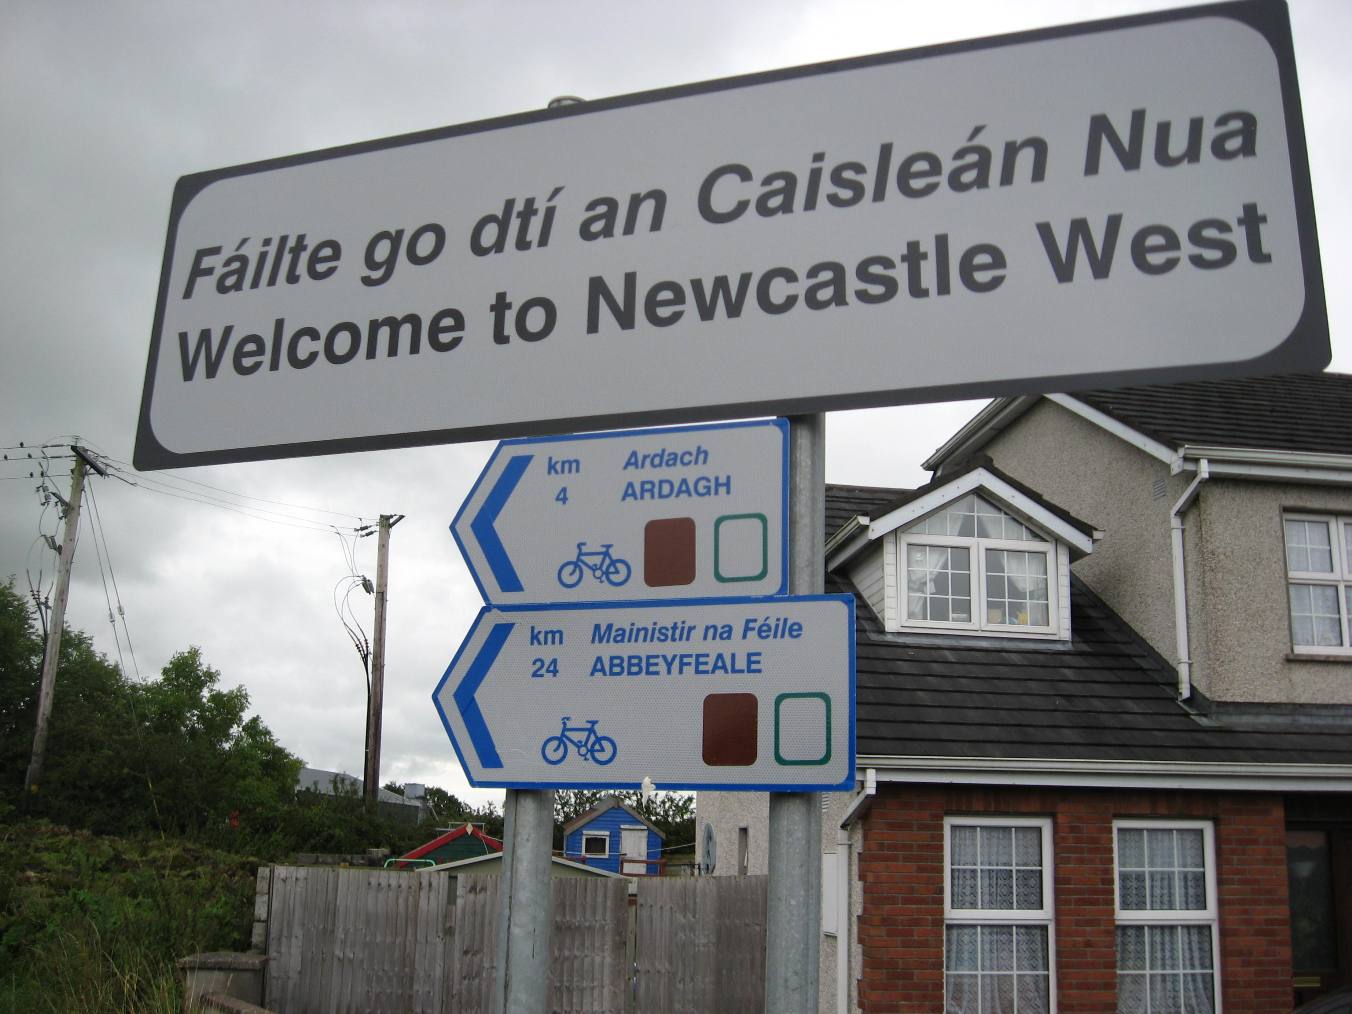 Fáilte go dtí an Caisleán Nua
Welcome to Newcastle West
km Ardach
4 ARDAGH
km Mainistir na Féile
24 ABBEYFEALE